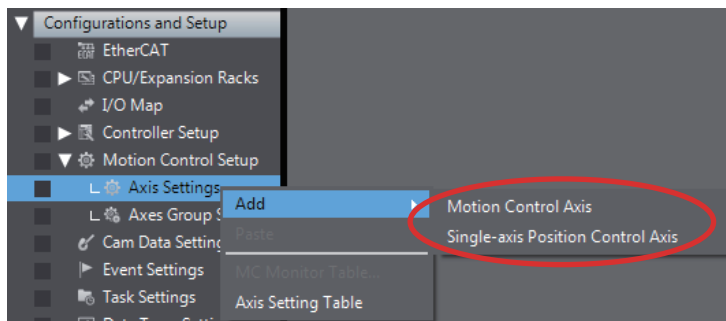 Configurations and Setup
EtherCAT
CPU/Expansion Racks
I/O Map
Controller Setup
Motion Control Setup
Axis Settings
Add
Motion Control Axis
Single-axis Position Control Axis
Axes Group S
Paste
Cam Data Setting
Event Settings
MC Monitor Table...
Task Settings
Axis Setting Table